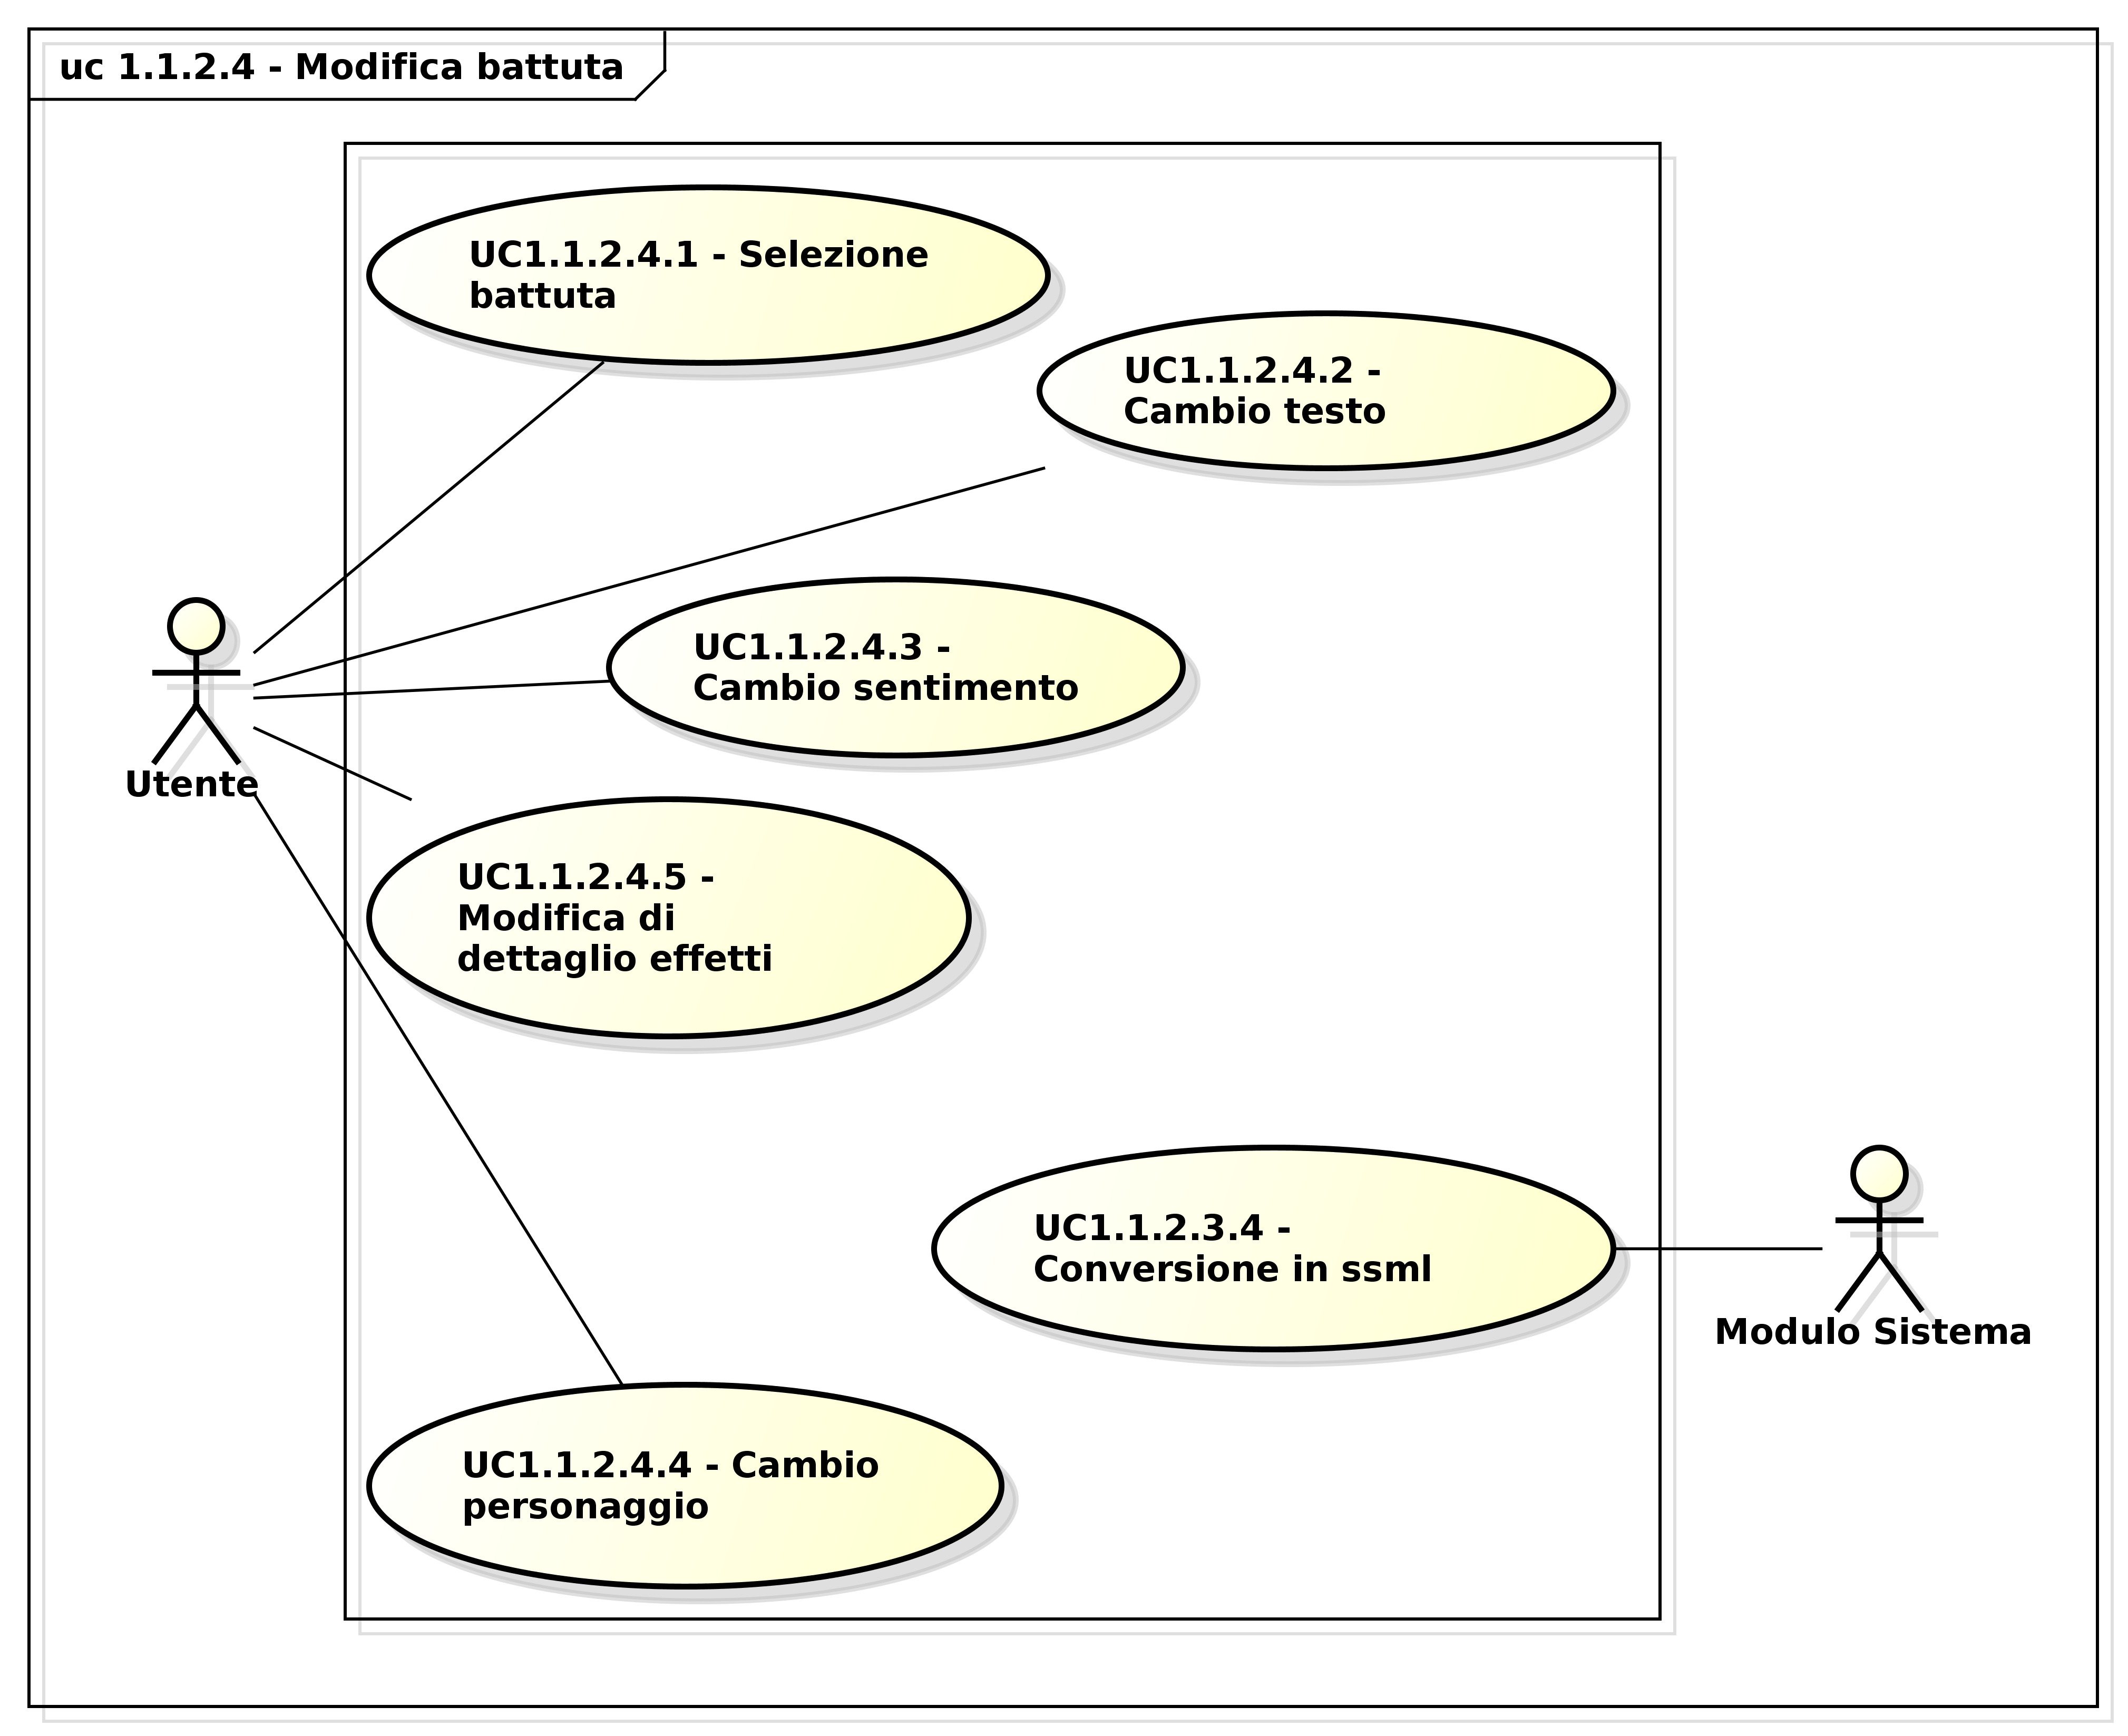 uc 1.1.2.4 - Modifica battuta
UC1.1.2.4.1 - Selezione
battuta
UC1.1.2.4.2 -
Cambio testo
UC1.1.2.4.3 -
Cambio sentimento
Utente
UC1.1.2.4.5 -
Modifica di
dettaglio effetti
UC1.1.2.3.4 -
Conversione in ssml
Modulo Sistema
UC1.1.2.4.4 - Cambio
personaggio